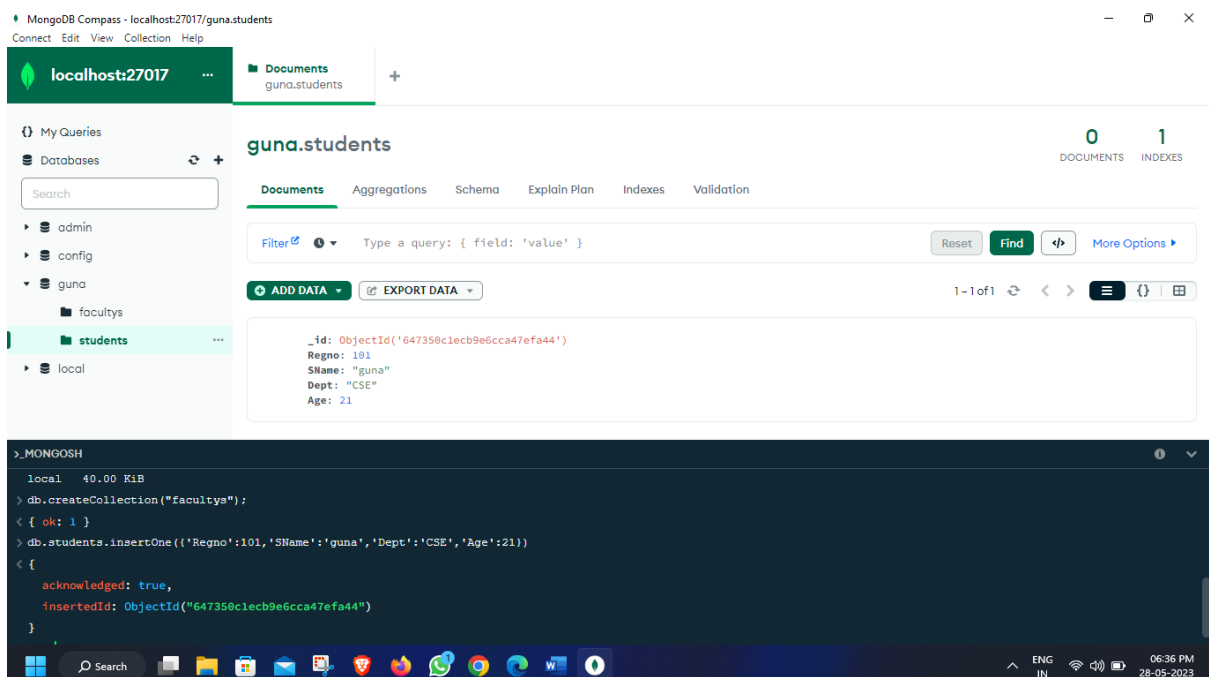 MongoDB Compass - localhost:27017/guna.students
Connect Edit View Collection Help
localhost:27017 ...
Documents
guna.students
+
{} My Queries
Databases
Search
admin
config
guna
facultys
students ...
local
guna.students
0
DOCUMENTS
1
INDEXES
Documents Aggregations Schema Explain Plan Indexes Validation
Filter Type a query: { field: 'value' }
Reset Find </> More Options
ADD DATA EXPORT DATA 1-1 of 1 {}
_id: ObjectId('647350c1ecb9e6cca47efa44')
Regno: 101
SName: "guna"
Dept: "CSE"
Age: 21
>_MONGOSH
local 40.00 KiB
> db.createCollection("facultys");
< { ok: 1 }
> db.students.insertOne({'Regno':101,'SName':'guna','Dept':'CSE','Age':21})
< {
acknowledged: true,
insertedId: ObjectId("647350c1ecb9e6cca47efa44")
}
Search
ENG
IN
06:36 PM
28-05-2023